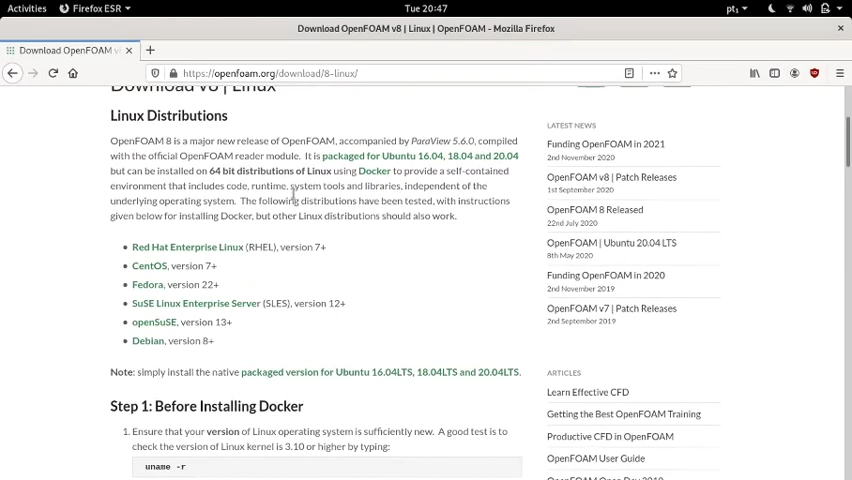 Activities Firefox ESR Tue 20:47 pt1
Download OpenFOAM v8 | Linux | OpenFOAM - Mozilla Firefox
Download OpenFOAM v
https://openfoam.org/download/8-linux/
Download v8 | Linux
Linux Distributions
OpenFOAM 8 is a major new release of OpenFOAM, accompanied by ParaView 5.6.0, compiled
with the official OpenFOAM reader module. It is packaged for Ubuntu 16.04, 18.04 and 20.04
but can be installed on 64 bit distributions of Linux using Docker to provide a self-contained
environment that includes code, runtime, system tools and libraries, independent of the
underlying operating system. The following distributions have been tested, with instructions
given below for installing Docker, but other Linux distributions should also work.
Red Hat Enterprise Linux (RHEL), version 7+
CentOS, version 7+
Fedora, version 22+
SuSE Linux Enterprise Server (SLES), version 12+
openSuSE, version 13+
Debian, version 8+
Note: simply install the native packaged version for Ubuntu 16.04LTS, 18.04LTS and 20.04LTS.
Step 1: Before Installing Docker
1. Ensure that your version of Linux operating system is sufficiently new. A good test is to
check the version of Linux kernel is 3.10 or higher by typing:
uname -r
LATEST NEWS
Funding OpenFOAM in 2021
2nd November 2020
OpenFOAM v8 | Patch Releases
1st September 2020
OpenFOAM 8 Released
22nd July 2020
OpenFOAM | Ubuntu 20.04 LTS
8th May 2020
Funding OpenFOAM in 2020
2nd November 2019
OpenFOAM v7 | Patch Releases
2nd September 2019
ARTICLES
Learn Effective CFD
Getting the Best OpenFOAM Training
Productive CFD in OpenFOAM
OpenFOAM User Guide
OpenFOAM Open Day 2019